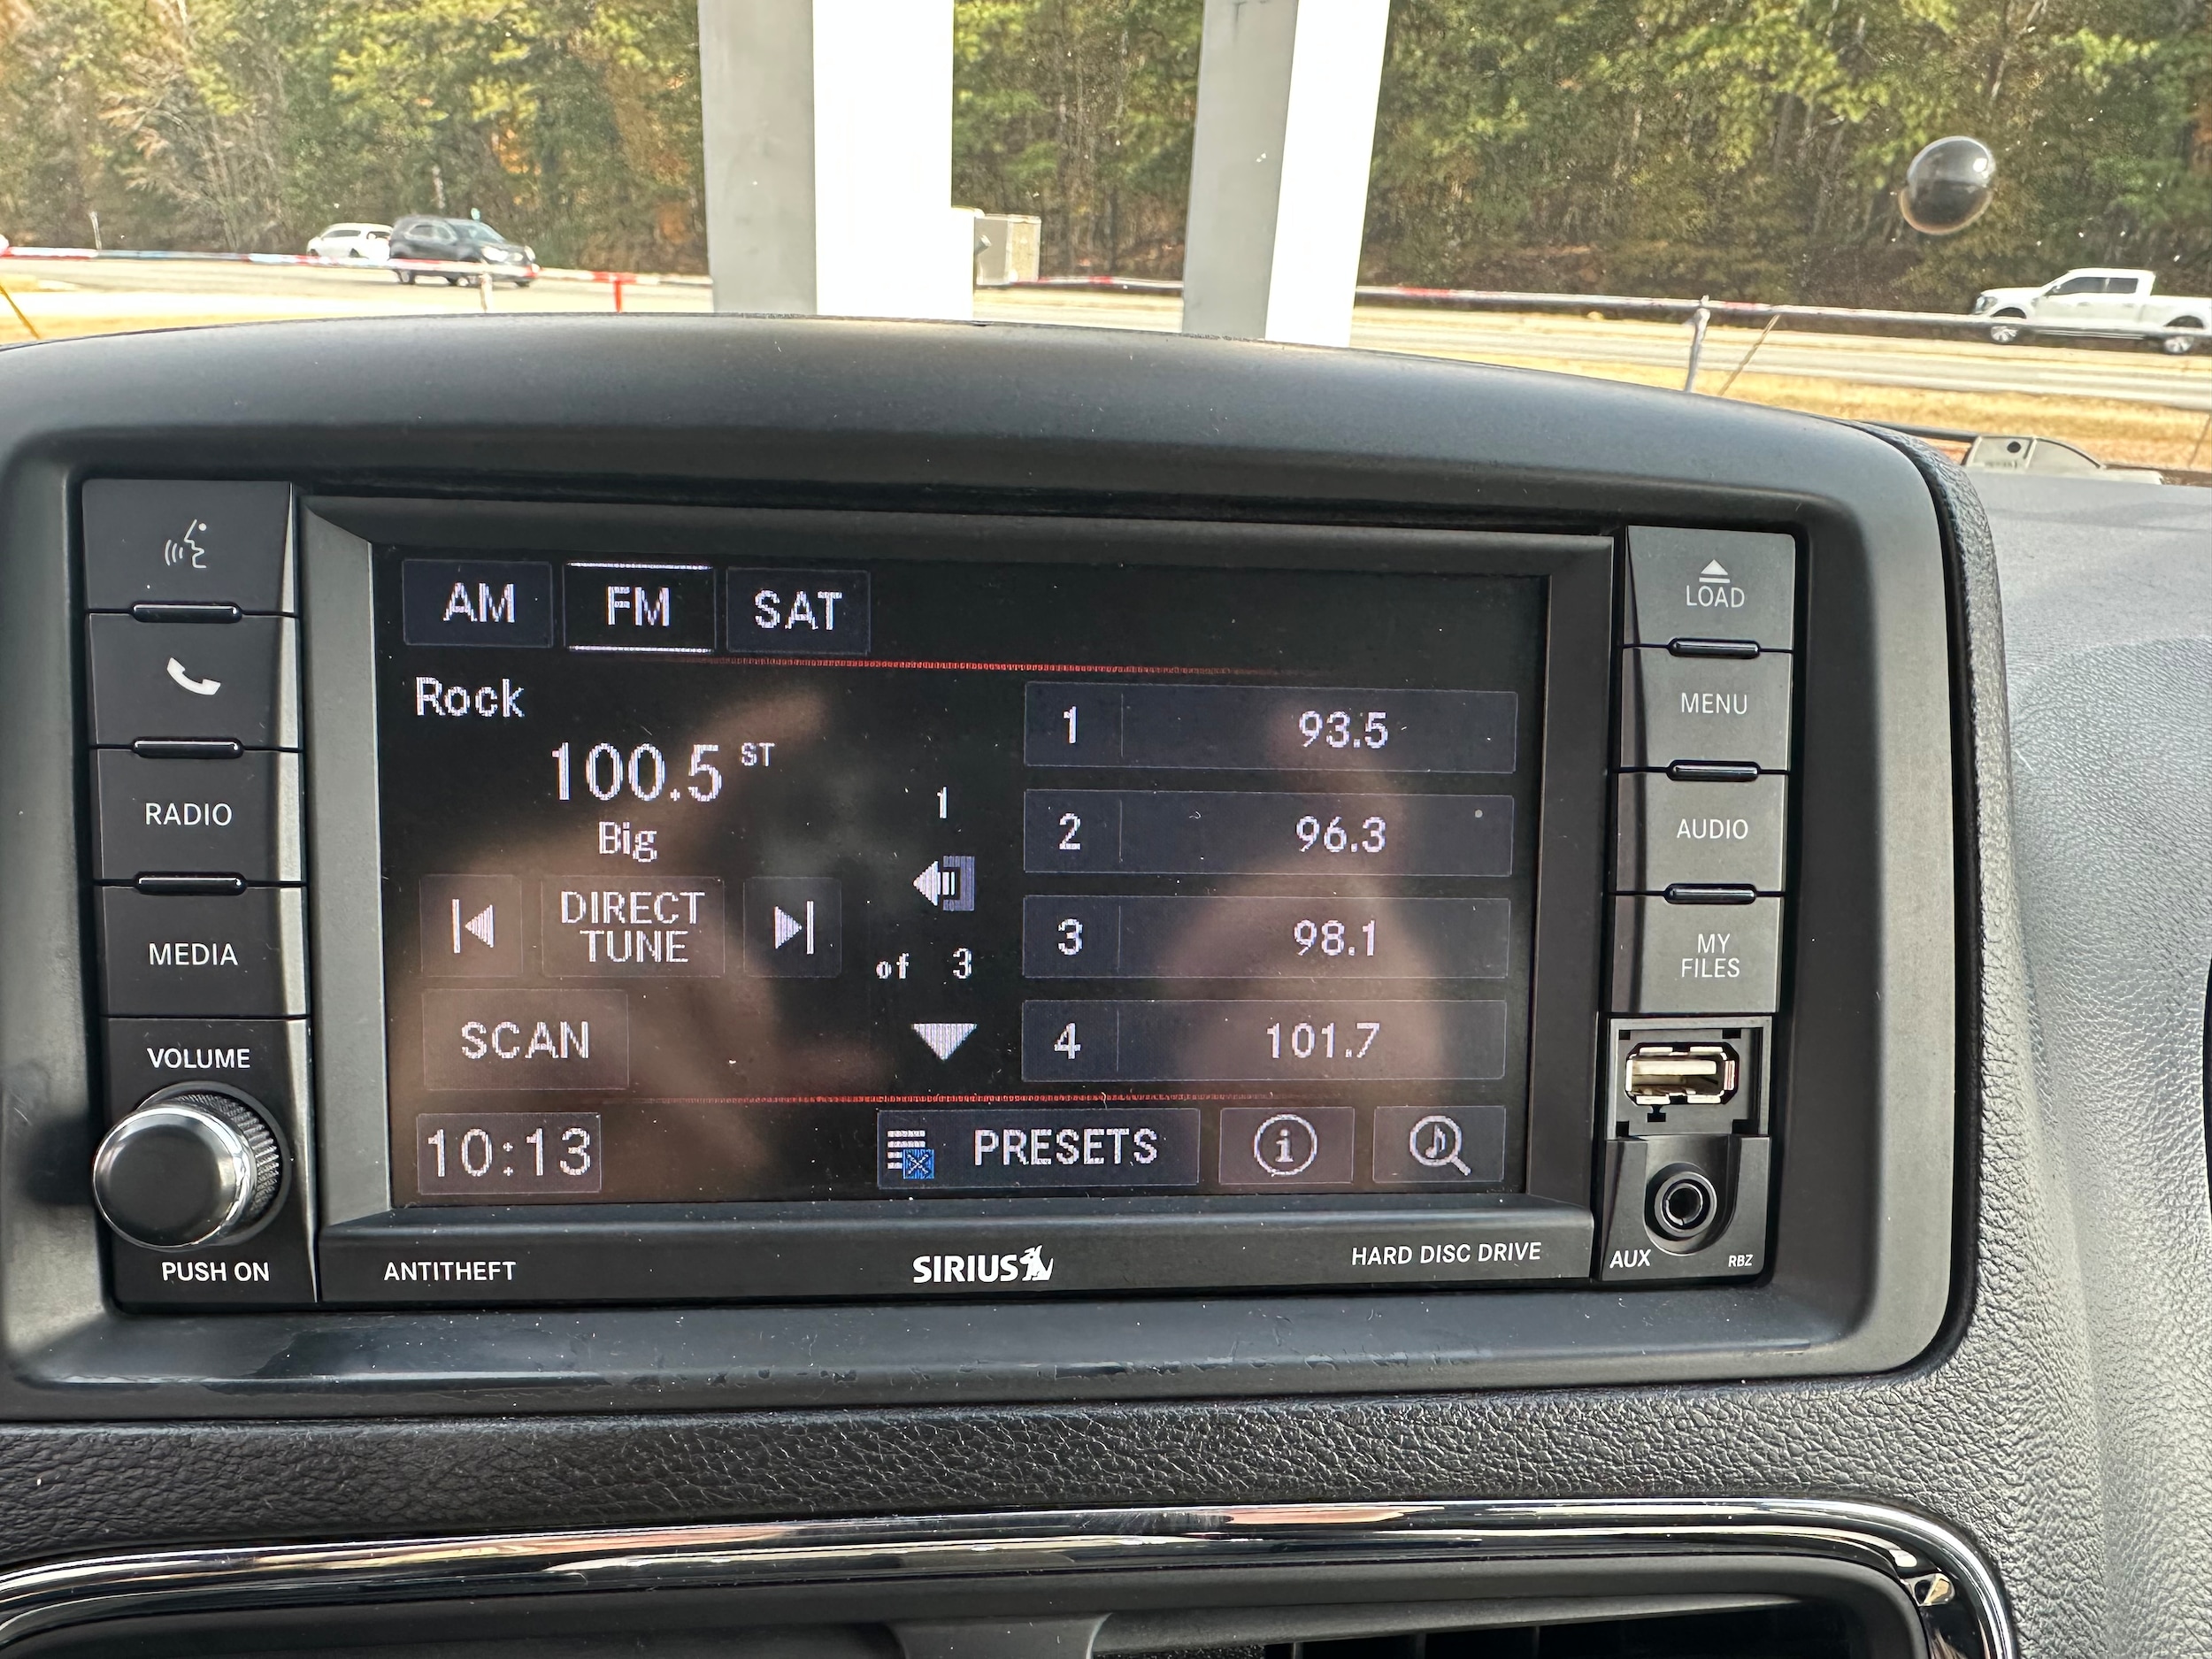 AM FM SAT
Rock
100.5 ST
Big
DIRECT
TUNE
SCAN
10:13
1
of 3
1 93.5
2 96.3
3 98.1
4 101.7
PRESETS
i
RADIO
MEDIA
VOLUME
PUSH ON
LOAD
MENU
AUDIO
MY
FILES
ANTITHEFT
SIRIUS
HARD DISC DRIVE
AUX
RBZ